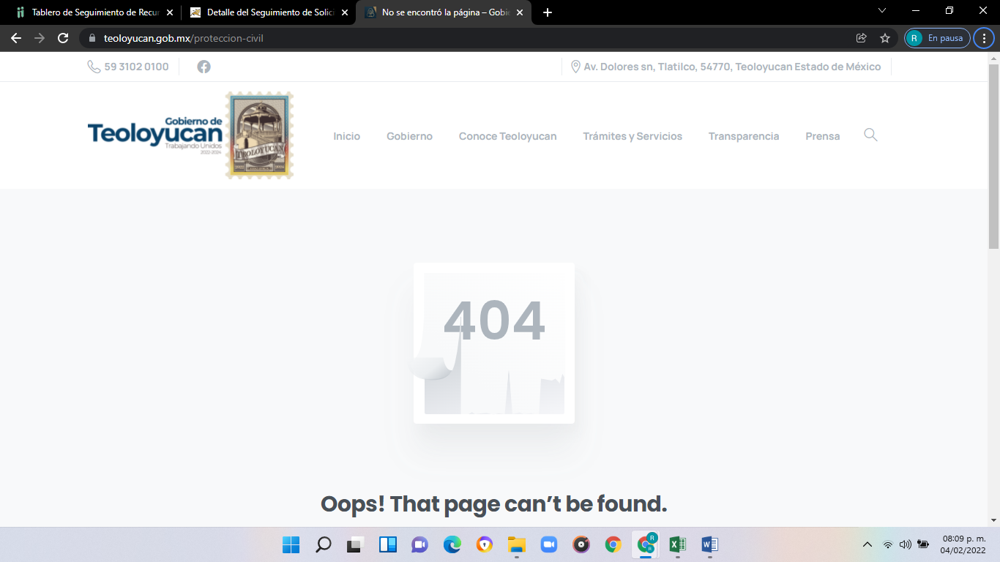 Tablero de Seguimiento de Recur
Detalle del Seguimiento de Solici
No se encontró la página – Gobie
teoloyucan.gob.mx/proteccion-civil
R
En pausa
59 3102 0100
Av. Dolores sn, Tlatilco, 54770, Teoloyucan Estado de México
Gobierno de
Teoloyucan
Trabajando Unidos
2022-2024
TEOLOYUCAN
2022
2024
Inicio
Gobierno
Conoce Teoloyucan
Trámites y Servicios
Transparencia
Prensa
404
Oops! That page can’t be found.
08:09 p. m.
04/02/2022